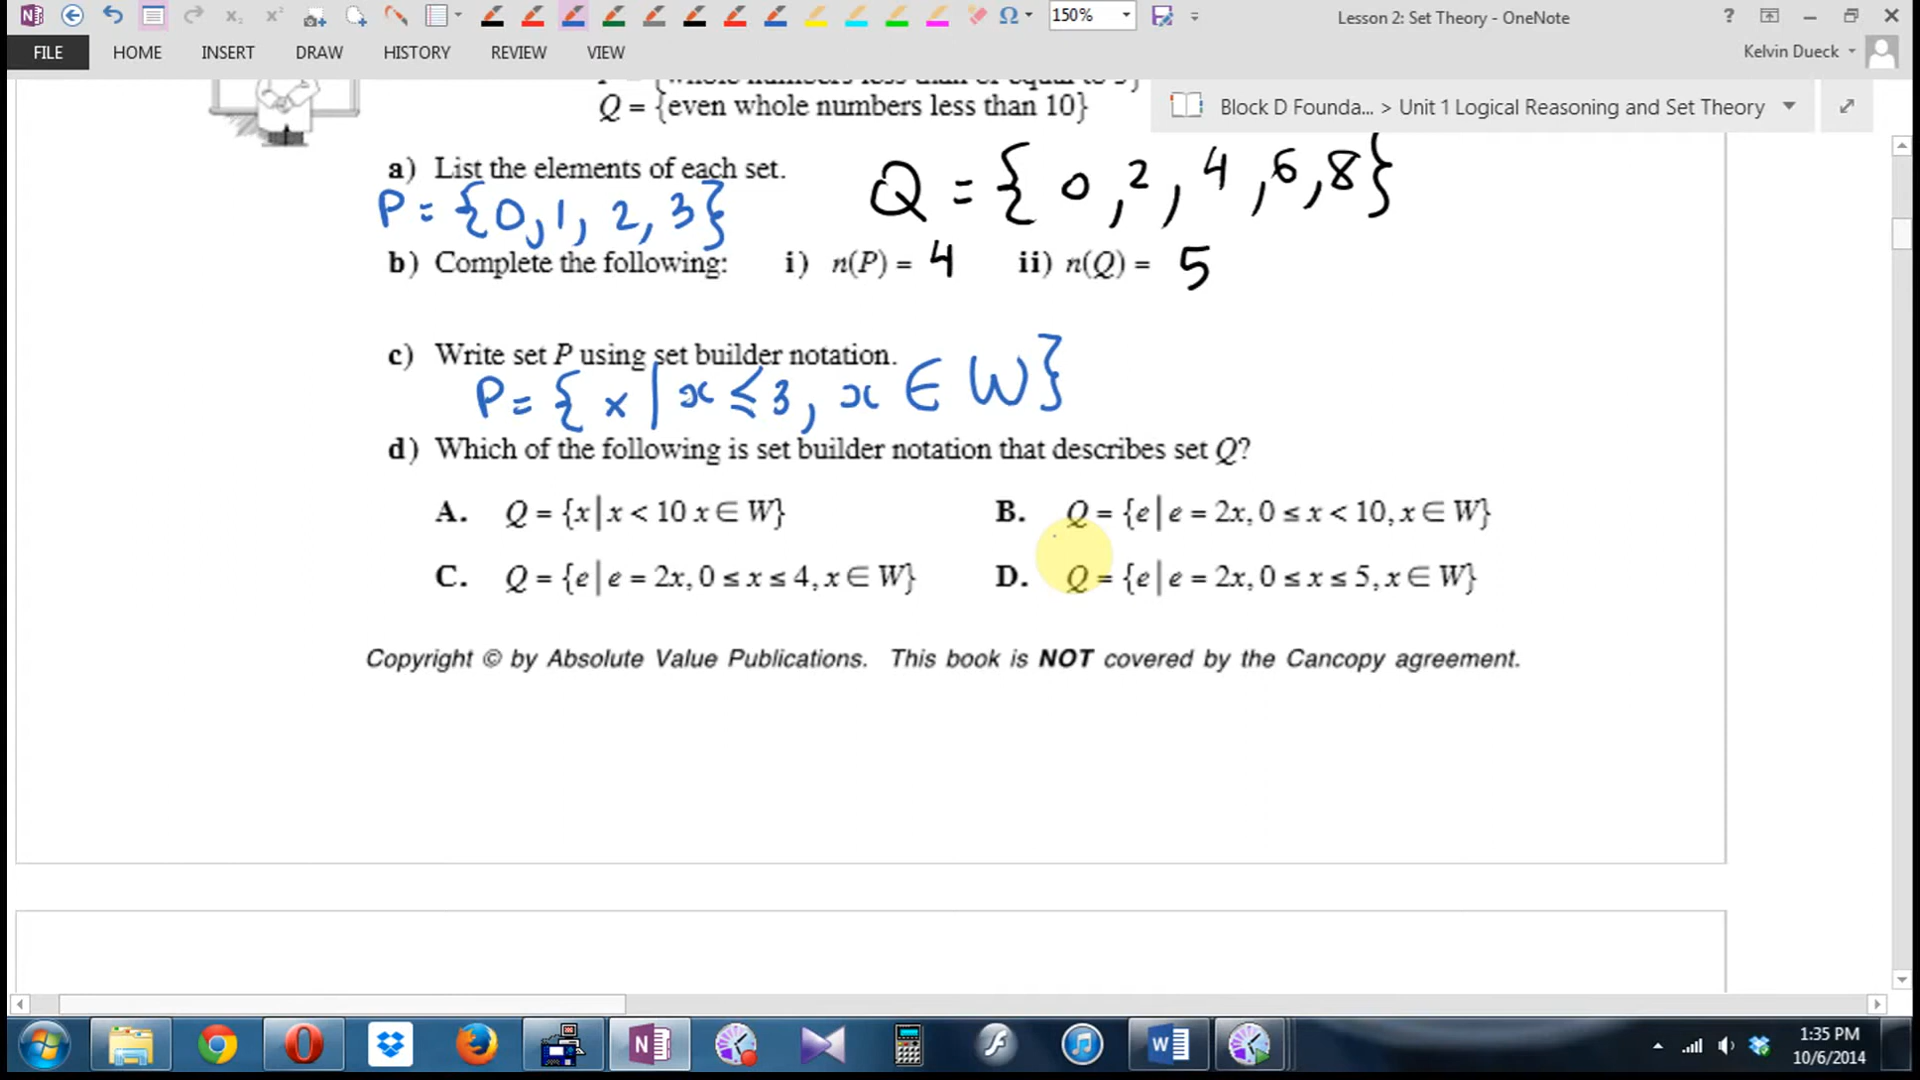 Lesson 2: Set Theory - OneNote
150%
FILE HOME INSERT DRAW HISTORY REVIEW VIEW
Kelvin Dueck
Block D Founda... > Unit 1 Logical Reasoning and Set Theory
Q = {even whole numbers less than 10}
a) List the elements of each set.
Q = { 0, 2, 4, 6, 8}
P = {0, 1, 2, 3}
b) Complete the following: i) n(P) = 4 ii) n(Q) = 5
c) Write set P using set builder notation.
P = { x | x ≤ 3, x ∈ W}
d) Which of the following is set builder notation that describes set Q?
A. Q = {x | x < 10 x ∈ W} B. Q = {e | e = 2x, 0 ≤ x < 10, x ∈ W}
C. Q = {e | e = 2x, 0 ≤ x ≤ 4, x ∈ W} D. Q = {e | e = 2x, 0 ≤ x ≤ 5, x ∈ W}
Copyright © by Absolute Value Publications. This book is NOT covered by the Cancopy agreement.
1:35 PM
10/6/2014